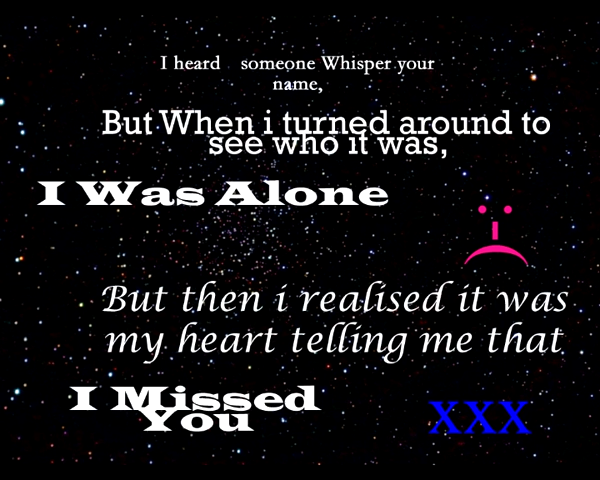 I heard someone Whisper your
name,
But When i turned around to
see who it was,
I Was Alone
But then i realised it was
my heart telling me that
I Missed
You
XXX